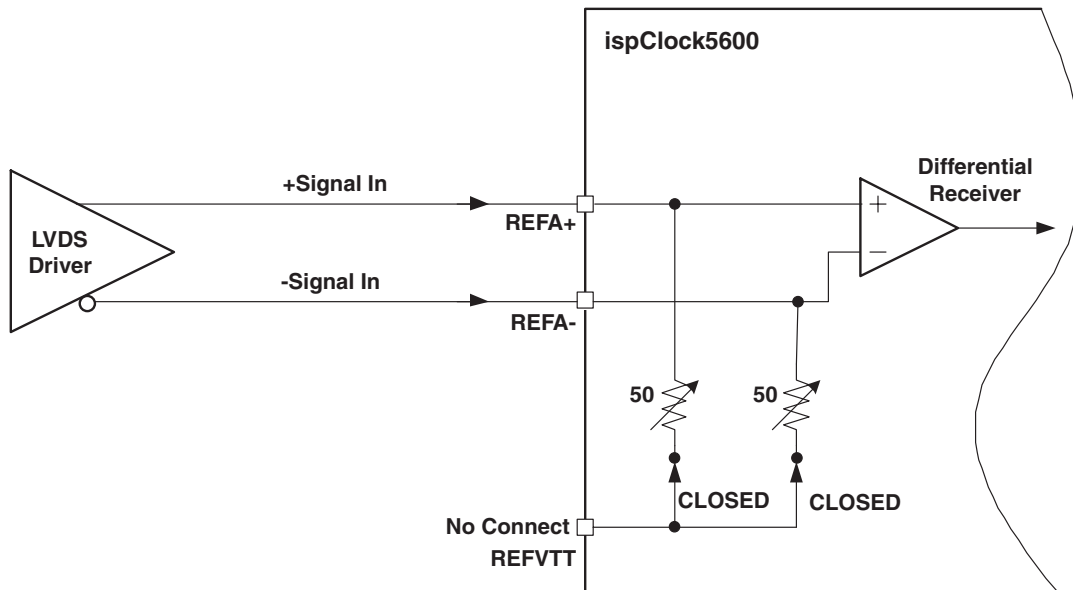 ispClock5600
Differential
Receiver
+Signal In
REFA+
+
LVDS
Driver
–
-Signal In
REFA-
50
50
CLOSED
CLOSED
No Connect
REFVTT